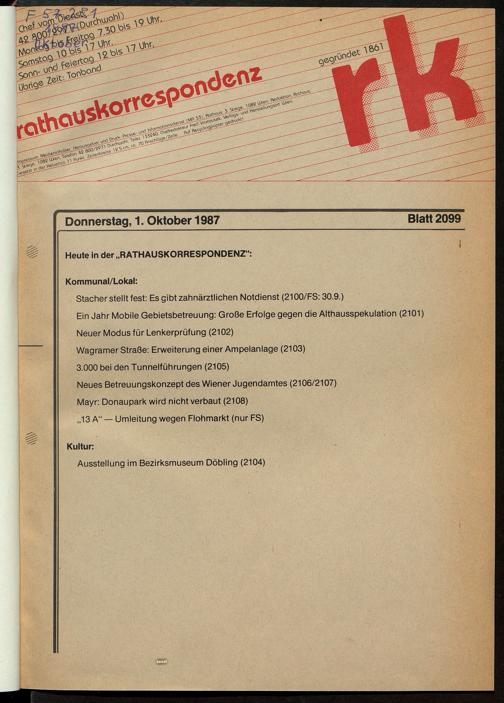 Chef vom Dienst
42 800/2971 (Durchwahl)
Montag bis Freitag 7.30 bis 19 Uhr,
Samstag 10 bis 17 Uhr,
Sonn- und Feiertag 12 bis 17 Uhr,
übrige Zeit: Tonband
gegründet 1861
rk
rathauskorrespondenz
Donnerstag, 1. Oktober 1987
Blatt 2099
Heute in der „RATHAUSKORRESPONDENZ":
Kommunal/Lokal:
Stacher stellt fest: Es gibt zahnärztlichen Notdienst (2100/FS: 30.9.)
Ein Jahr Mobile Gebietsbetreuung: Große Erfolge gegen die Althausspekulation (2101)
Neuer Modus für Lenkerprüfung (2102)
Wagramer Straße: Erweiterung einer Ampelanlage (2103)
3.000 bei den Tunnelführungen (2105)
Neues Betreuungskonzept des Wiener Jugendamtes (2106/2107)
Mayr: Donaupark wird nicht verbaut (2108)
„13 A" — Umleitung wegen Flohmarkt (nur FS)
Kultur:
Ausstellung im Bezirksmuseum Döbling (2104)